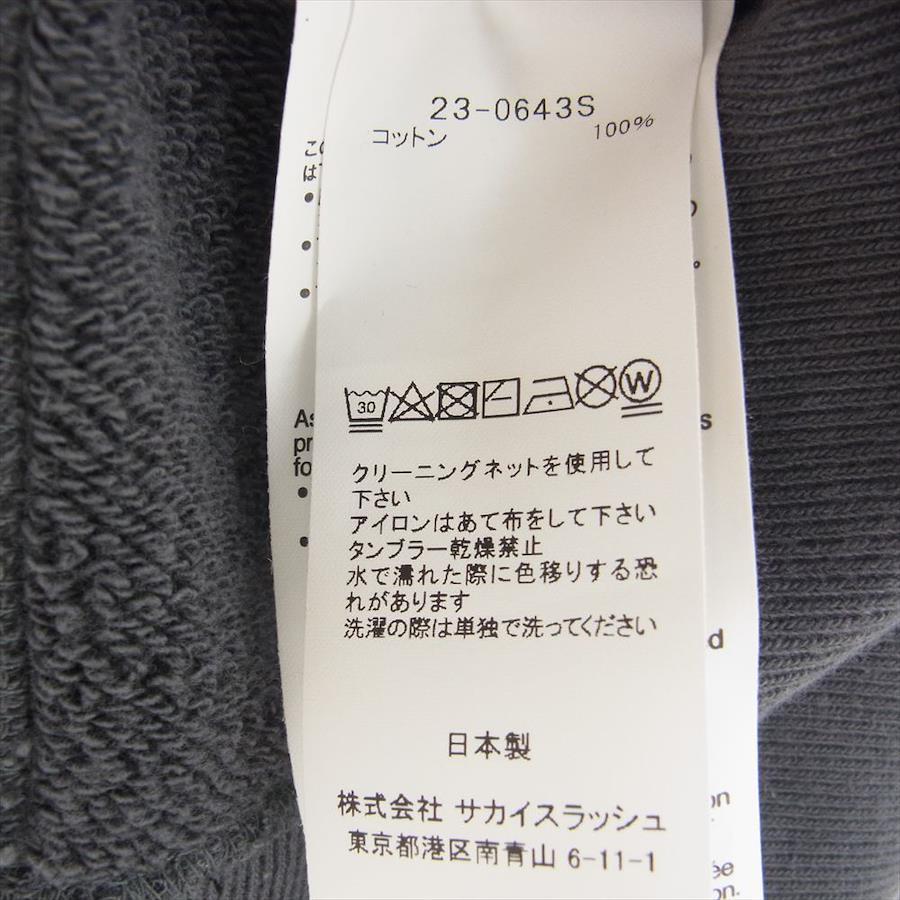 23-0643S
コットン 100%
この
は
30
W
クリーニングネットを使用して
下さい
アイロンはあて布をして下さい
タンブラー乾燥禁止
水で濡れた際に色移りする恐
れがあります
洗濯の際は単独で洗ってください
日本製
株式会社 サカイスラッシュ
東京都港区南青山 6-11-1